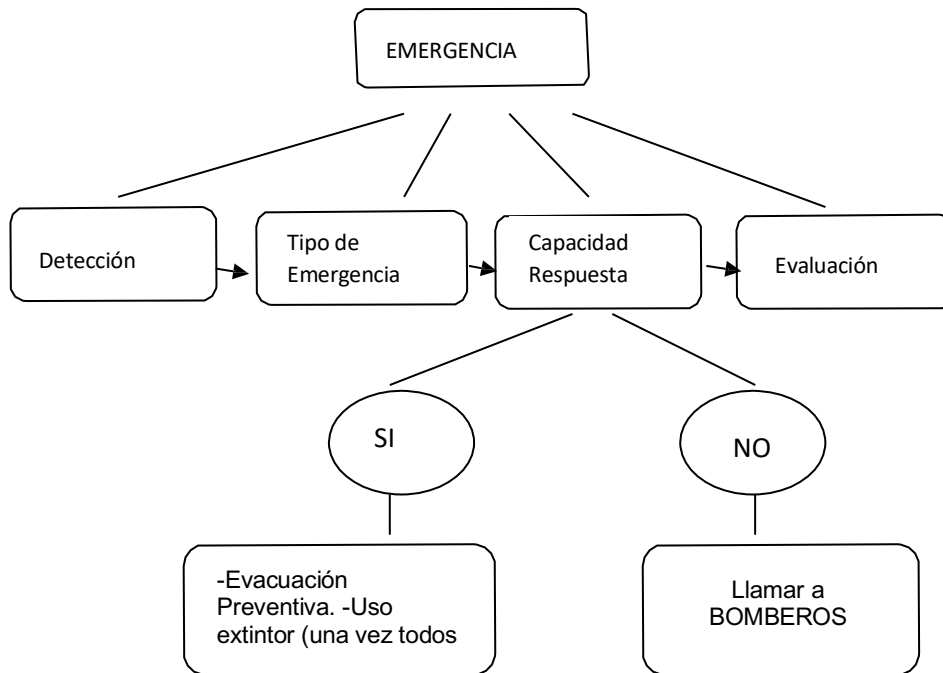 EMERGENCIA
Detección
Tipo de
Emergencia
Capacidad
Respuesta
Evaluación
SI
NO
-Evacuación
Preventiva. -Uso
extintor (una vez todos
Llamar a
BOMBEROS